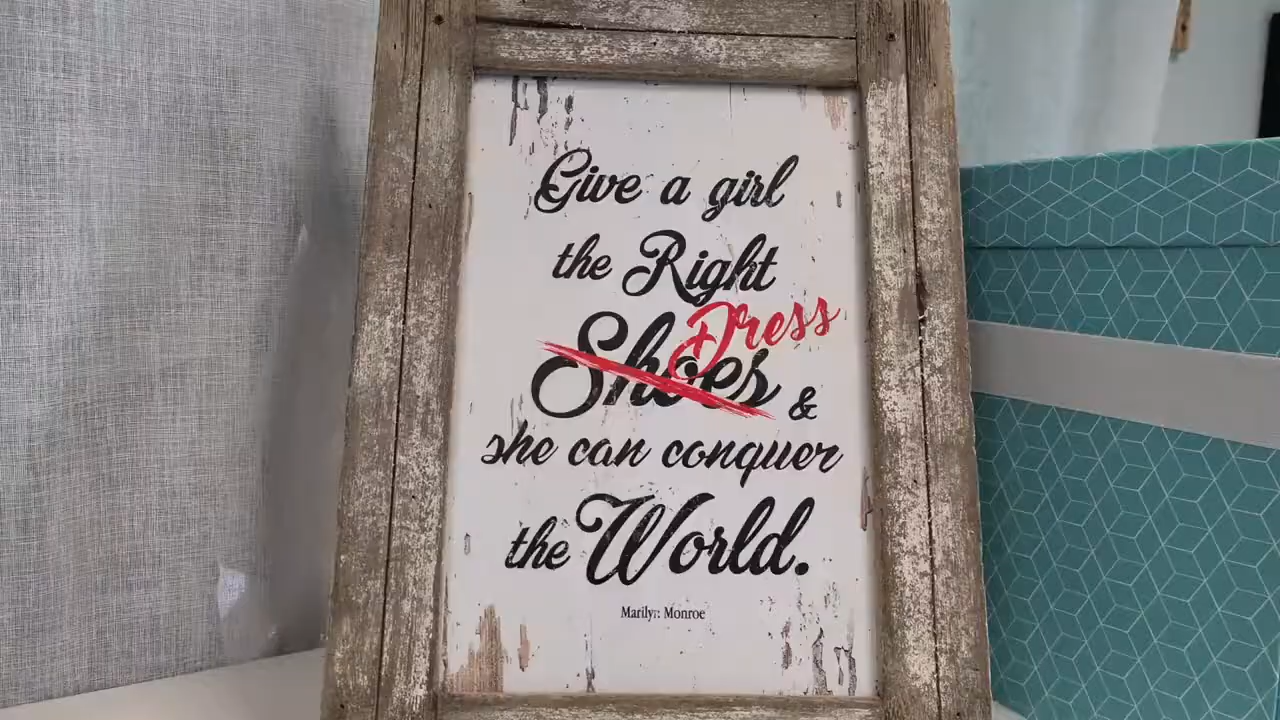 Give a girl
the Right
Dress
Shoes &
she can conquer
the World.
Marilyn Monroe